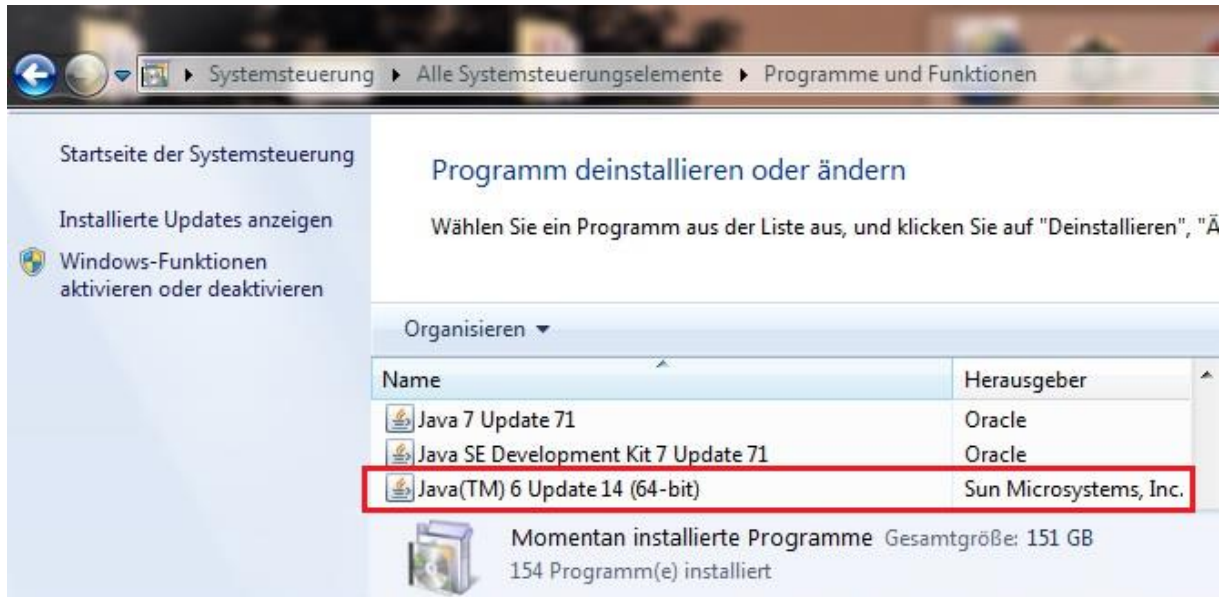 Systemsteuerung Alle Systemsteuerungselemente Programme und Funktionen
Startseite der Systemsteuerung
Installierte Updates anzeigen
Windows-Funktionen
aktivieren oder deaktivieren
Programm deinstallieren oder ändern
Wählen Sie ein Programm aus der Liste aus, und klicken Sie auf "Deinstallieren", "Ä
Organisieren
Name Herausgeber
Java 7 Update 71 Oracle
Java SE Development Kit 7 Update 71 Oracle
Java(TM) 6 Update 14 (64-bit) Sun Microsystems, Inc.
Momentan installierte Programme Gesamtgröße: 151 GB
154 Programm(e) installiert